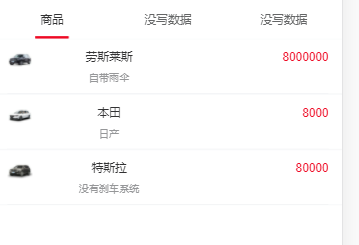 商品 没写数据 没写数据
劳斯莱斯 8000000
自带雨伞
本田 8000
日产
特斯拉 80000
没有刹车系统